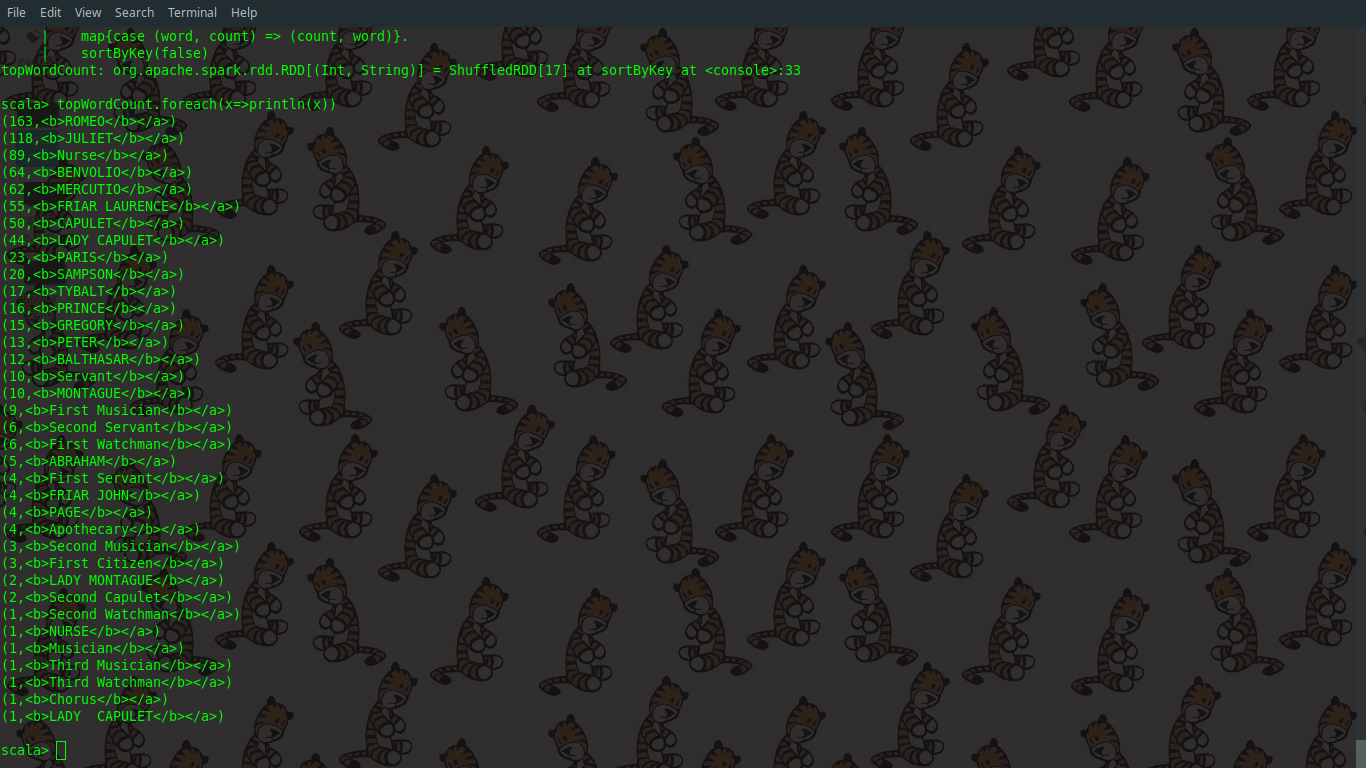 File Edit View Search Terminal Help
| map{case (word, count) => (count, word)}.
| sortByKey(false)
topWordCount: org.apache.spark.rdd.RDD[(Int, String)] = ShuffledRDD[17] at sortByKey at <console>:33
scala> topWordCount.foreach(x=>println(x))
(163,<b>ROMEO</b></a>)
(118,<b>JULIET</b></a>)
(89,<b>Nurse</b></a>)
(64,<b>BENVOLIO</b></a>)
(62,<b>MERCUTIO</b></a>)
(55,<b>FRIAR LAURENCE</b></a>)
(50,<b>CAPULET</b></a>)
(44,<b>LADY CAPULET</b></a>)
(23,<b>PARIS</b></a>)
(20,<b>SAMPSON</b></a>)
(17,<b>TYBALT</b></a>)
(16,<b>PRINCE</b></a>)
(15,<b>GREGORY</b></a>)
(13,<b>PETER</b></a>)
(12,<b>BALTHASAR</b></a>)
(10,<b>Servant</b></a>)
(10,<b>MONTAGUE</b></a>)
(9,<b>First Musician</b></a>)
(6,<b>Second Servant</b></a>)
(6,<b>First Watchman</b></a>)
(5,<b>ABRAHAM</b></a>)
(4,<b>First Servant</b></a>)
(4,<b>FRIAR JOHN</b></a>)
(4,<b>PAGE</b></a>)
(4,<b>Apothecary</b></a>)
(3,<b>Second Musician</b></a>)
(3,<b>First Citizen</b></a>)
(2,<b>LADY MONTAGUE</b></a>)
(2,<b>Second Capulet</b></a>)
(1,<b>Second Watchman</b></a>)
(1,<b>NURSE</b></a>)
(1,<b>Musician</b></a>)
(1,<b>Third Musician</b></a>)
(1,<b>Third Watchman</b></a>)
(1,<b>Chorus</b></a>)
(1,<b>LADY  CAPULET</b></a>)
scala>